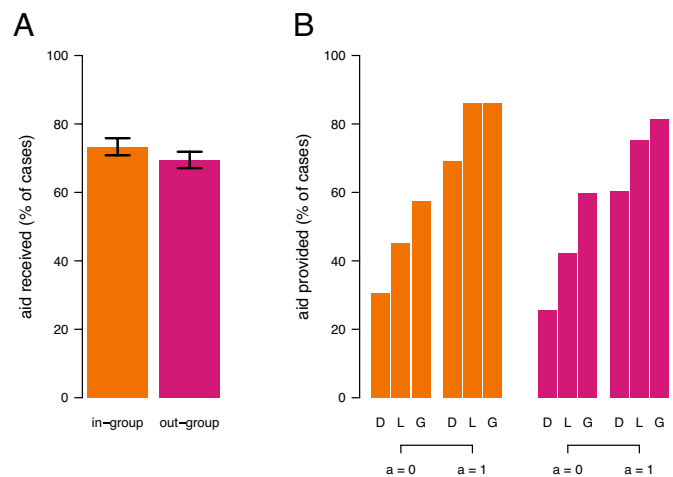 A
aid received (% of cases)
100
80
60
40
20
0
in-group out-group
B
aid provided (% of cases)
100
80
60
40
20
0
D L G D L G D L G D L G
a = 0 a = 1 a = 0 a = 1